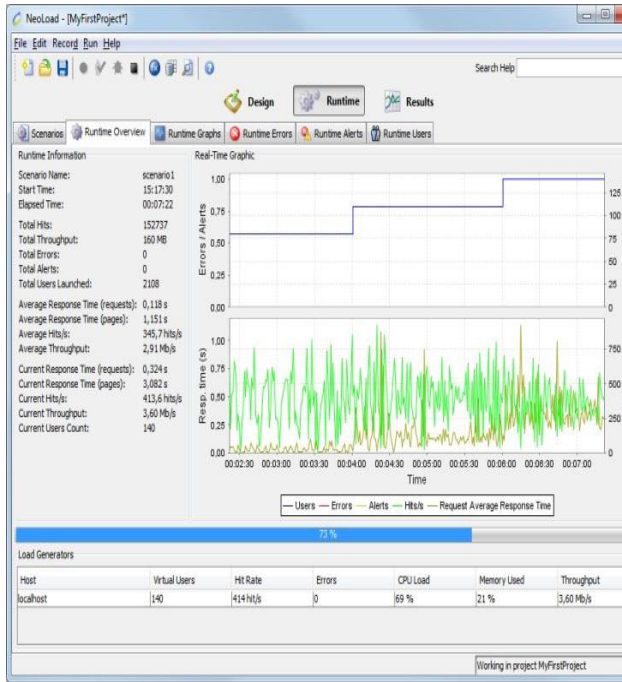 NeoLoad - [MyFirstProject*]
File Edit Record Run Help
Search Help
Design Runtime Results
Scenarios Runtime Overview Runtime Graphs Runtime Errors Runtime Alerts Runtime Users
Runtime Information
Scenario Name: scenario1
Start Time: 15:17:30
Elapsed Time: 00:07:22
Total Hits: 152737
Total Throughput: 160 MB
Total Errors: 0
Total Alerts: 0
Total Users Launched: 2108
Average Response Time (requests): 0,118 s
Average Response Time (pages): 1,151 s
Average Hits/s: 345,7 hits/s
Average Throughput: 2,91 Mb/s
Current Response Time (requests): 0,324 s
Current Response Time (pages): 3,082 s
Current Hits/s: 413,6 hits/s
Current Throughput: 3,60 Mb/s
Current Users Count: 140
Real-Time Graphic
Errors / Alerts
1,00
0,75
0,50
0,25
0,00
125
100
75
50
25
0
Resp. time (s)
1,00
0,75
0,50
0,25
0,00
750
500
250
0
00:02:30 00:03:00 00:03:30 00:04:00 00:04:30 00:05:00 00:05:30 00:06:00 00:06:30 00:07:00
Time
Users Errors Alerts Hits/s Request Average Response Time
73 %
Load Generators
Host Virtual Users Hit Rate Errors CPU Load Memory Used Throughput
localhost 140 414 hit/s 0 69 % 21 % 3,60 Mb/s
Working in project MyFirstProject